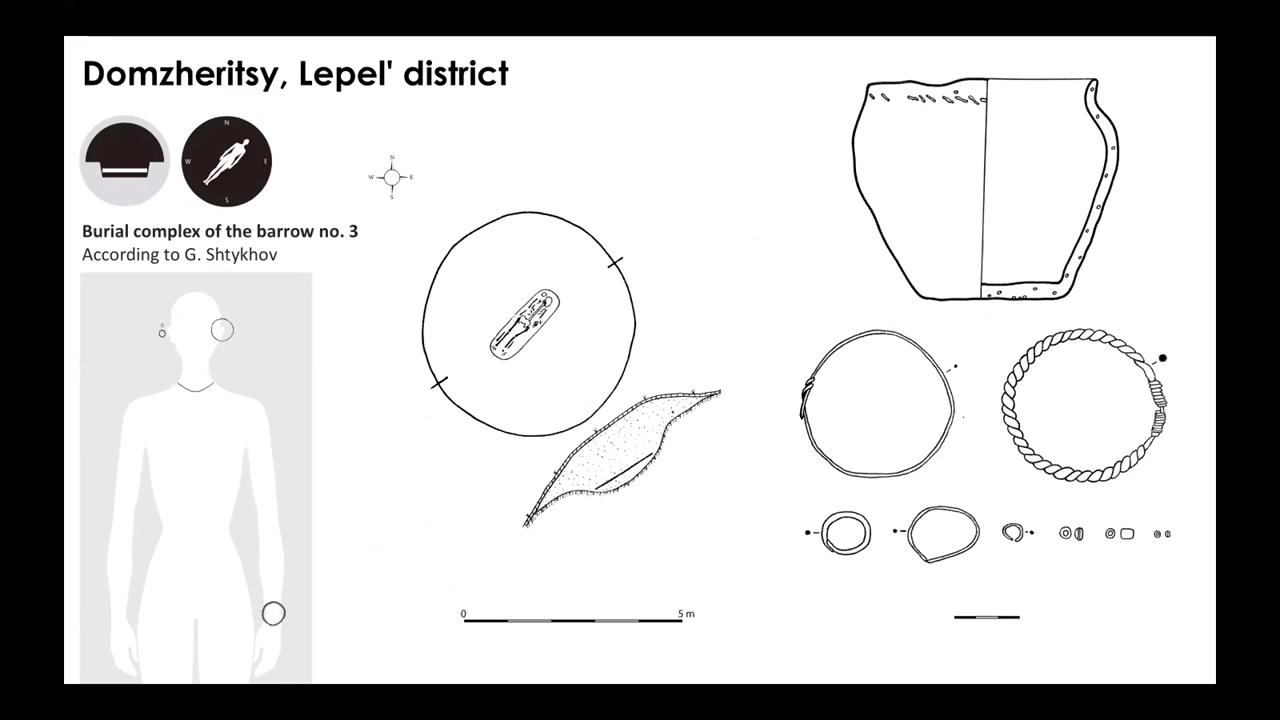 Domzheritsy, Lepel' district
N
W E
S
Burial complex of the barrow no. 3
According to G. Shtykhov
N
W E
S
0 5 m